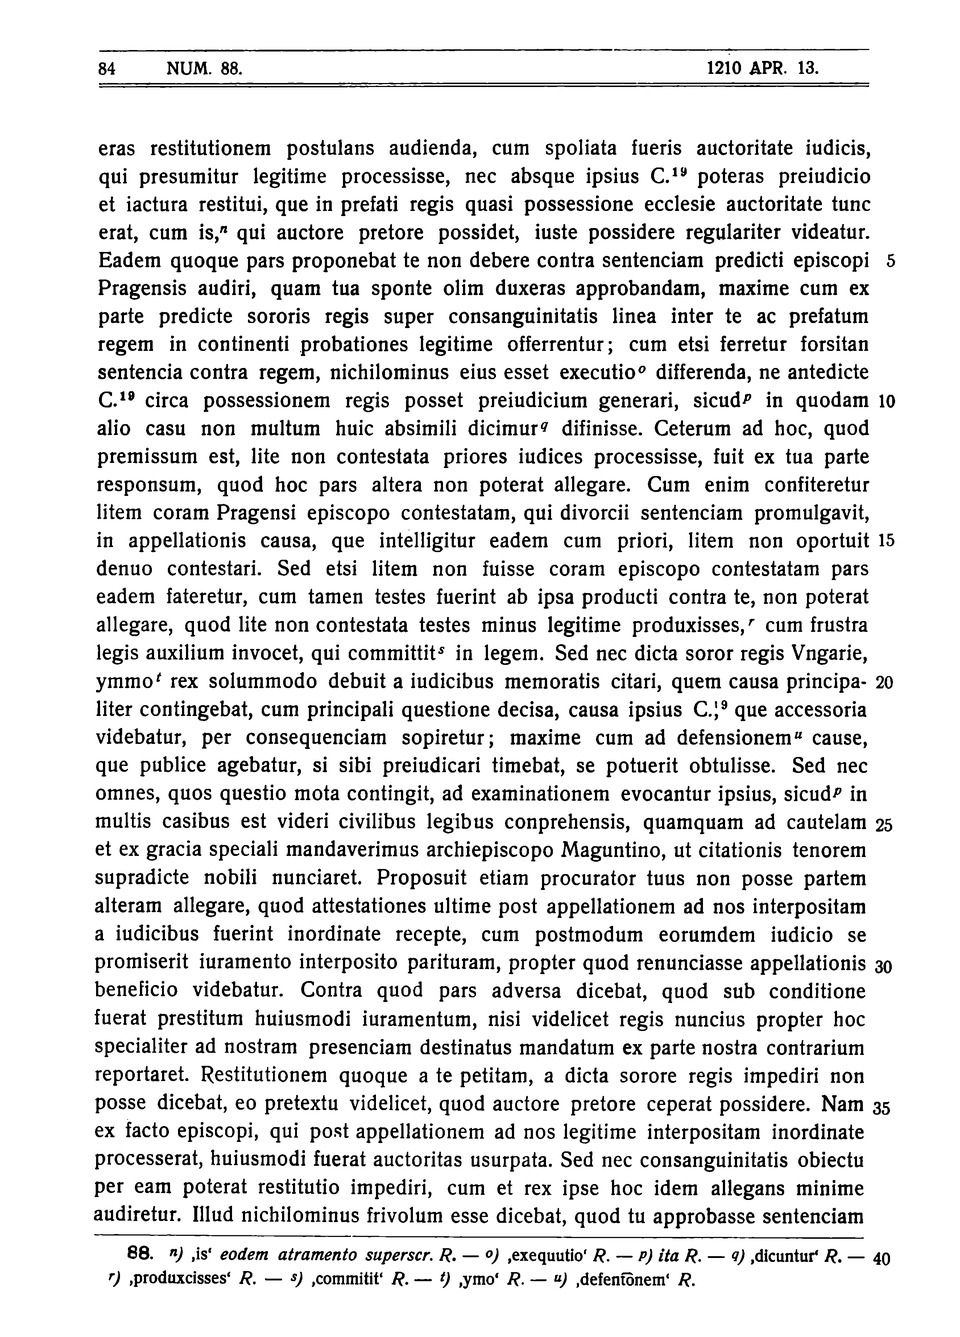 84 NUM. 88. 1210 APR. 13.
eras restitutionem postulans audienda, cum spoliata fueris auctoritate iudicis,
qui presumitur legitime processisse, nec absque ipsius C.¹⁹ poteras preiudicio
et iactura restitui, que in prefati regis quasi possessione ecclesie auctoritate tunc
erat, cum is,ⁿ qui auctore pretore possidet, iuste possidere regulariter videatur.
Eadem quoque pars proponebat te non debere contra sentenciam predicti episcopi 5
Pragensis audiri, quam tua sponte olim duxeras approbandam, maxime cum ex
parte predicte sororis regis super consanguinitatis linea inter te ac prefatum
regem in continenti probationes legitime offerrentur; cum etsi ferretur forsitan
sentencia contra regem, nichilominus eius esset executioᵒ differenda, ne antedicte
C.¹⁹ circa possessionem regis posset preiudicium generari, sicudᵖ in quodam 10
alio casu non multum huic absimili dicimur𐞥 difinisse. Ceterum ad hoc, quod
premissum est, lite non contestata priores iudices processisse, fuit ex tua parte
responsum, quod hoc pars altera non poterat allegare. Cum enim confiteretur
litem coram Pragensi episcopo contestatam, qui divorcii sentenciam promulgavit,
in appellationis causa, que intelligitur eadem cum priori, litem non oportuit 15
denuo contestari. Sed etsi litem non fuisse coram episcopo contestatam pars
eadem fateretur, cum tamen testes fuerint ab ipsa producti contra te, non poterat
allegare, quod lite non contestata testes minus legitime produxisses,ʳ cum frustra
legis auxilium invocet, qui committitˢ in legem. Sed nec dicta soror regis Vngarie,
ymmoᵗ rex solummodo debuit a iudicibus memoratis citari, quem causa principa- 20
liter contingebat, cum principali questione decisa, causa ipsius C.,¹⁹ que accessoria
videbatur, per consequenciam sopiretur; maxime cum ad defensionemᵘ cause,
que publice agebatur, si sibi preiudicari timebat, se potuerit obtulisse. Sed nec
omnes, quos questio mota contingit, ad examinationem evocantur ipsius, sicudᵖ in
multis casibus est videri civilibus legibus conprehensis, quamquam ad cautelam 25
et ex gracia speciali mandaverimus archiepiscopo Maguntino, ut citationis tenorem
supradicte nobili nunciaret. Proposuit etiam procurator tuus non posse partem
alteram allegare, quod attestationes ultime post appellationem ad nos interpositam
a iudicibus fuerint inordinate recepte, cum postmodum eorumdem iudicio se
promiserit iuramento interposito parituram, propter quod renunciasse appellationis 30
beneficio videbatur. Contra quod pars adversa dicebat, quod sub conditione
fuerat prestitum huiusmodi iuramentum, nisi videlicet regis nuncius propter hoc
specialiter ad nostram presenciam destinatus mandatum ex parte nostra contrarium
reportaret. Restitutionem quoque a te petitam, a dicta sorore regis impediri non
posse dicebat, eo pretextu videlicet, quod auctore pretore ceperat possidere. Nam 35
ex facto episcopi, qui post appellationem ad nos legitime interpositam inordinate
processerat, huiusmodi fuerat auctoritas usurpata. Sed nec consanguinitatis obiectu
per eam poterat restitutio impediri, cum et rex ipse hoc idem allegans minime
audiretur. Illud nichilominus frivolum esse dicebat, quod tu approbasse sentenciam
88. n) ‚is‘ eodem atramento superscr. R. — o) ‚exequutio‘ R. — p) ita R. — q) ‚dicuntur‘ R. — 40
r) ‚produxcisses‘ R. — s) ‚commitit‘ R. — t) ‚ymo‘ R. — u) ‚defenſōnem‘ R.